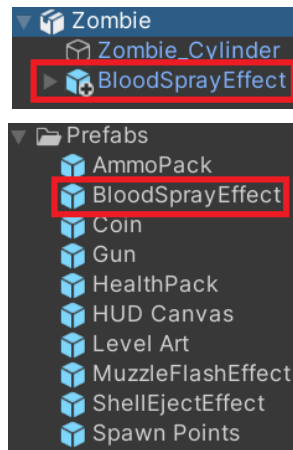 Zombie
Zombie_Cylinder
BloodSprayEffect
Prefabs
AmmoPack
BloodSprayEffect
Coin
Gun
HealthPack
HUD Canvas
Level Art
MuzzleFlashEffect
ShellEjectEffect
Spawn Points